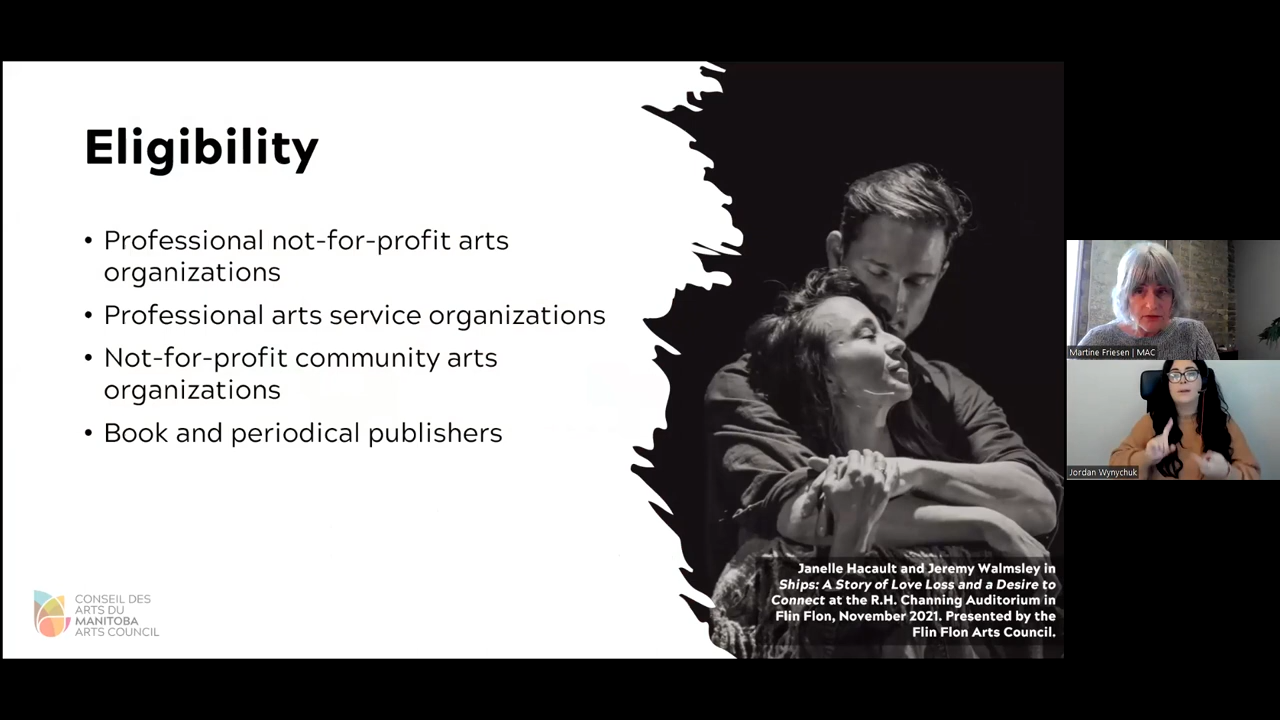 Eligibility
• Professional not-for-profit arts
organizations
• Professional arts service organizations
• Not-for-profit community arts
organizations
• Book and periodical publishers
CONSEIL DES
ARTS DU
MANITOBA
ARTS COUNCIL
Janelle Hacault and Jeremy Walmsley in
Ships: A Story of Love Loss and a Desire to
Connect at the R.H. Channing Auditorium in
Flin Flon, November 2021. Presented by the
Flin Flon Arts Council.
Martine Friesen | MAC
Jordan Wynychuk